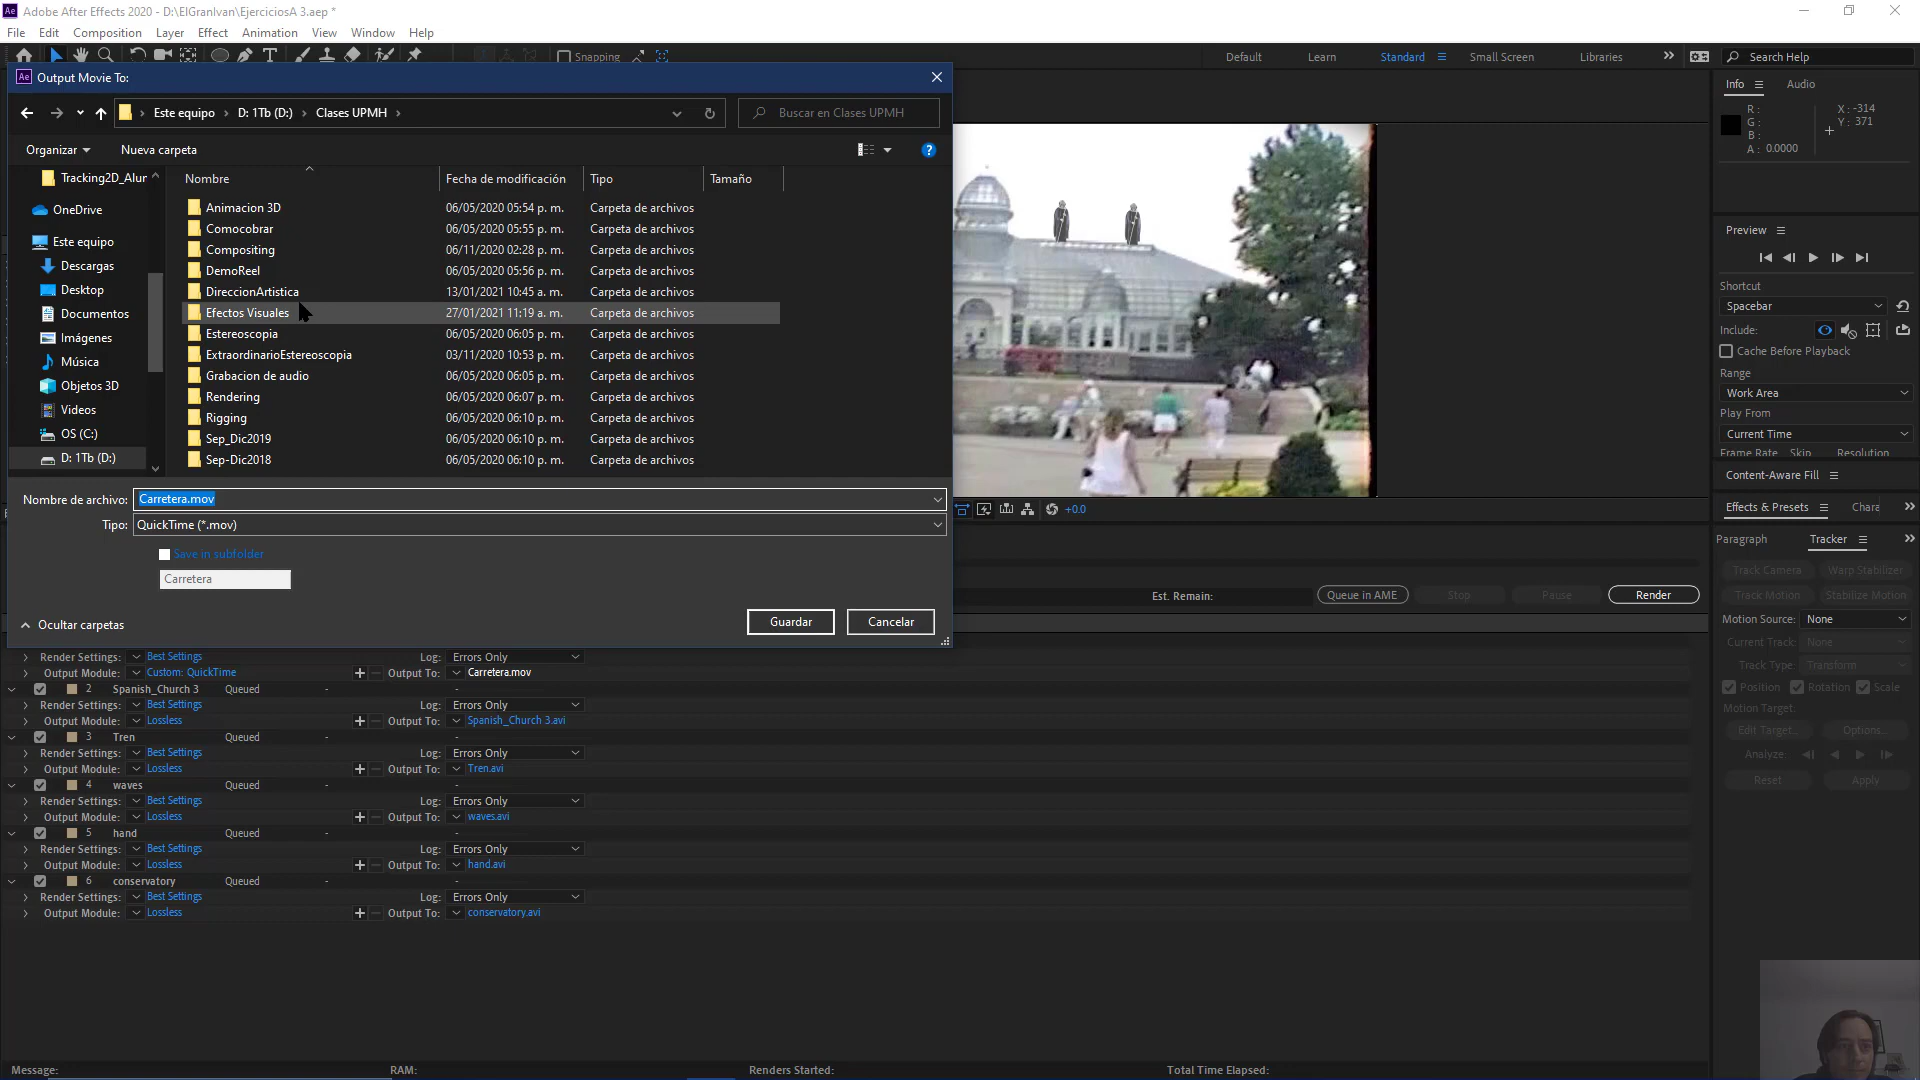 Adobe After Effects 2020 - D:\ElGranIvan\EjerciciosA 3.aep *
File Edit Composition Layer Effect Animation View Window Help
Snapping Default Learn Standard Small Screen Libraries Search Help
Output Movie To:
Este equipo D: 1Tb (D:) Clases UPMH Buscar en Clases UPMH
Organizar Nueva carpeta
Tracking2D_Alur
OneDrive
Este equipo
Descargas
Desktop
Documentos
Imágenes
Música
Objetos 3D
Videos
OS (C:)
D: 1Tb (D:)
Nombre Fecha de modificación Tipo Tamaño
Animacion 3D 06/05/2020 05:54 p. m. Carpeta de archivos
Comocobrar 06/05/2020 05:55 p. m. Carpeta de archivos
Compositing 06/11/2020 02:28 p. m. Carpeta de archivos
DemoReel 06/05/2020 05:56 p. m. Carpeta de archivos
DireccionArtistica 13/01/2021 10:45 a. m. Carpeta de archivos
Efectos Visuales 27/01/2021 11:19 a. m. Carpeta de archivos
Estereoscopia 06/05/2020 06:05 p. m. Carpeta de archivos
ExtraordinarioEstereoscopia 03/11/2020 10:53 p. m. Carpeta de archivos
Grabacion de audio 06/05/2020 06:05 p. m. Carpeta de archivos
Rendering 06/05/2020 06:07 p. m. Carpeta de archivos
Rigging 06/05/2020 06:10 p. m. Carpeta de archivos
Sep_Dic2019 06/05/2020 06:10 p. m. Carpeta de archivos
Sep-Dic2018 06/05/2020 06:10 p. m. Carpeta de archivos
Nombre de archivo: Carretera.mov
Tipo: QuickTime (*.mov)
Save in subfolder
Carretera
Ocultar carpetas Guardar Cancelar
+0.0
Est. Remain: Queue in AME Stop Pause Render
Render Settings: Best Settings Log: Errors Only
Output Module: Custom: QuickTime Output To: Carretera.mov
2 Spanish_Church 3 Queued - -
Render Settings: Best Settings Log: Errors Only
Output Module: Lossless Output To: Spanish_Church 3.avi
3 Tren Queued - -
Render Settings: Best Settings Log: Errors Only
Output Module: Lossless Output To: Tren.avi
4 waves Queued - -
Render Settings: Best Settings Log: Errors Only
Output Module: Lossless Output To: waves.avi
5 hand Queued - -
Render Settings: Best Settings Log: Errors Only
Output Module: Lossless Output To: hand.avi
6 conservatory Queued - -
Render Settings: Best Settings Log: Errors Only
Output Module: Lossless Output To: conservatory.avi
Message: RAM: Renders Started: Total Time Elapsed:
Info Audio
R : X : -314
G : Y : 371
B :
A : 0.0000
Preview
Shortcut
Spacebar
Include:
Cache Before Playback
Range
Work Area
Play From
Current Time
Frame Rate Skip Resolution
Content-Aware Fill
Effects & Presets Chara
Paragraph Tracker
Track Camera Warp Stabilizer
Track Motion Stabilize Motion
Motion Source: None
Current Track: None
Track Type: Transform
Position Rotation Scale
Motion Target:
Edit Target... Options...
Analyze:
Reset Apply